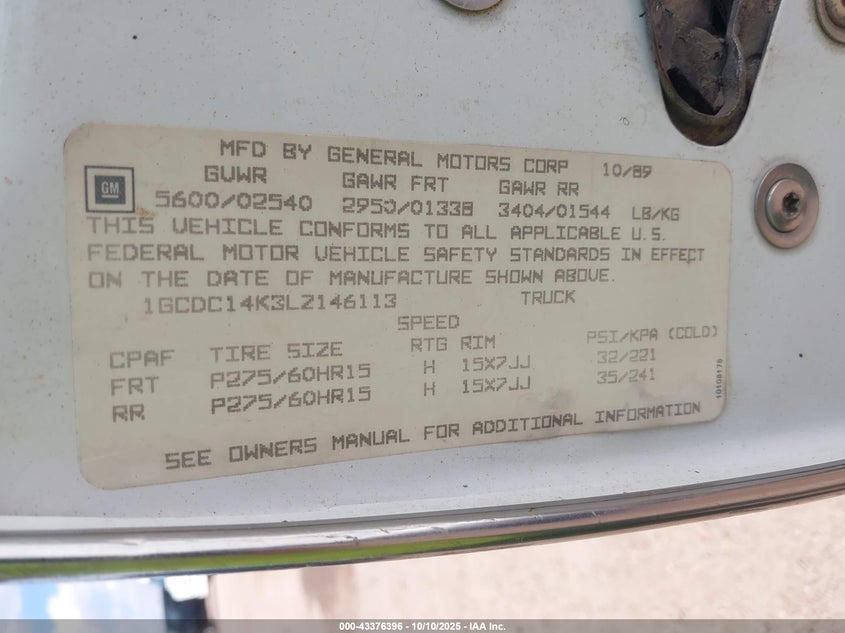 MFD BY GENERAL MOTORS CORP 10/89
GM
GVWR GAWR FRT GAWR RR
5600/02540 2950/01338 3404/01544 LB/KG
THIS VEHICLE CONFORMS TO ALL APPLICABLE U.S.
FEDERAL MOTOR VEHICLE SAFETY STANDARDS IN EFFECT
ON THE DATE OF MANUFACTURE SHOWN ABOVE.
1GCDC14K3LZ146113 TRUCK
SPEED
CPAF TIRE SIZE RTG RIM PSI/KPA (COLD)
FRT P275/60HR15 H 15X7JJ 32/221
RR P275/60HR15 H 15X7JJ 35/241
10108178
SEE OWNERS MANUAL FOR ADDITIONAL INFORMATION
000-43376396 - 10/10/2025 - IAA Inc.